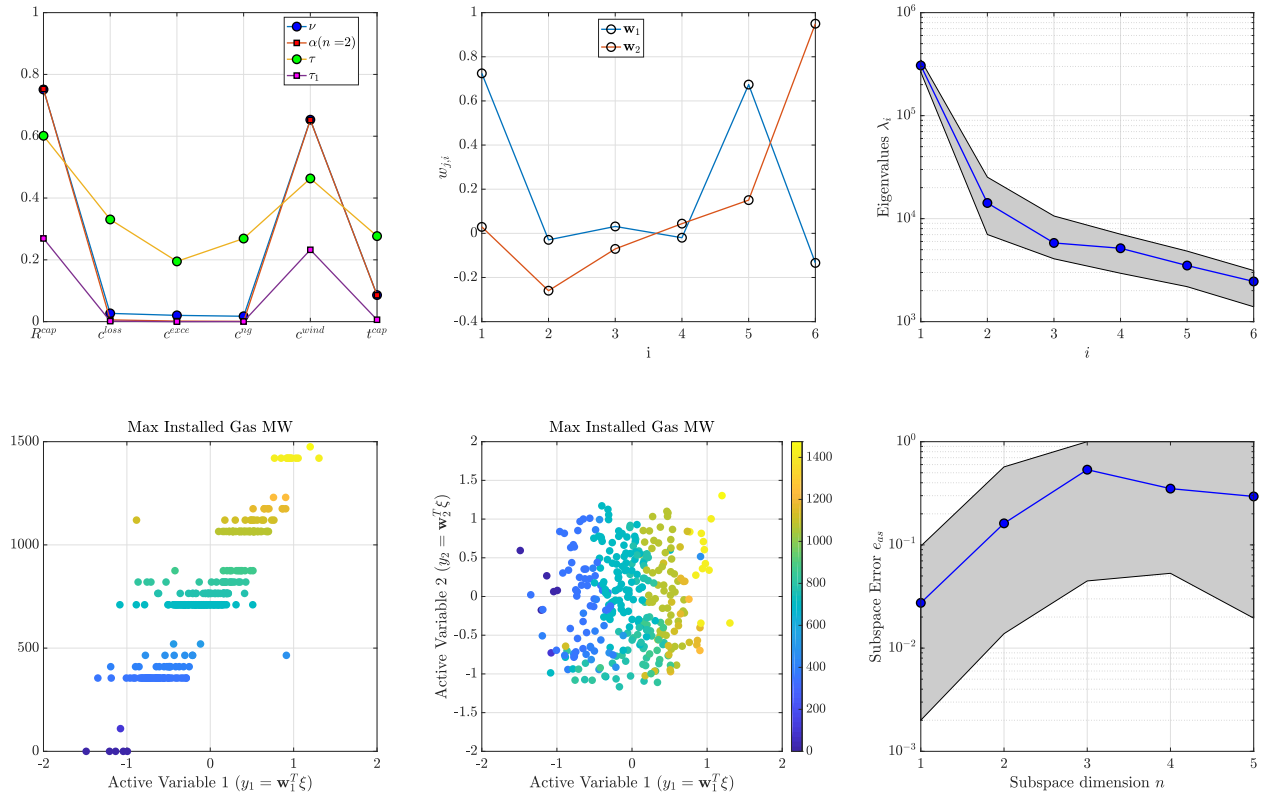 1
0.8
0.6
0.4
0.2
0
R^{cap}
c^{loss}
c^{exce}
c^{ng}
c^{wind}
t^{cap}
ν
α(n =2)
τ
τ_1
1
0.8
0.6
0.4
0.2
0
-0.2
-0.4
w_{j,i}
1 2 3 4 5 6
i
w_1
w_2
10^6
10^5
10^4
10^3
Eigenvalues λ_i
1 2 3 4 5 6
i
Max Installed Gas MW
1500
1000
500
0
-2 -1 0 1 2
Active Variable 1 (y_1 = w_1^T ξ)
Max Installed Gas MW
2
1.5
1
0.5
0
-0.5
-1
-1.5
-2
Active Variable 2 (y_2 = w_2^T ξ)
-2 -1 0 1 2
Active Variable 1 (y_1 = w_1^T ξ)
1400
1200
1000
800
600
400
200
0
10^0
10^{-1}
10^{-2}
10^{-3}
Subspace Error e_{as}
1 2 3 4 5
Subspace dimension n